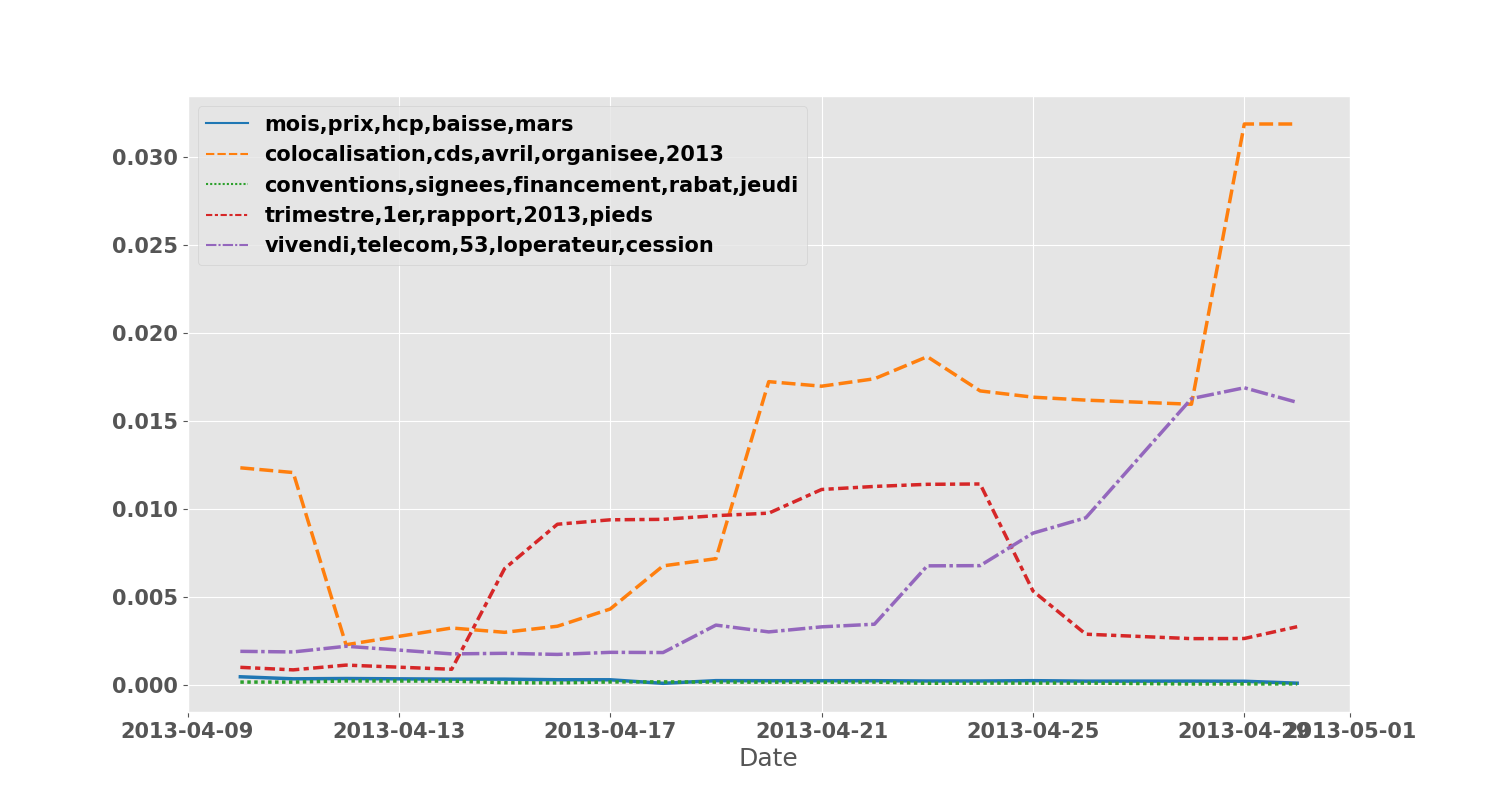 mois,prix,hcp,baisse,mars
colocalisation,cds,avril,organisee,2013
conventions,signees,financement,rabat,jeudi
trimestre,1er,rapport,2013,pieds
vivendi,telecom,53,loperateur,cession
0.030
0.025
0.020
0.015
0.010
0.005
0.000
2013-04-09 2013-04-13 2013-04-17 2013-04-21 2013-04-25 2013-04-29 2013-05-01
Date